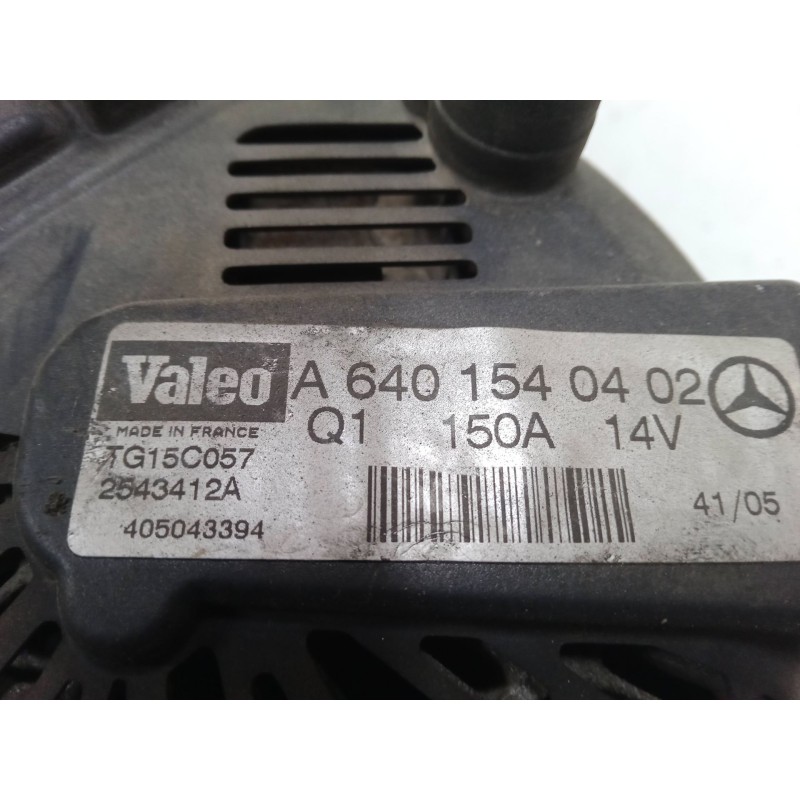 Valeo A 640 154 04 02
MADE IN FRANCE Q1 150A 14V
TG15C057
2543412A
405043394
41/05